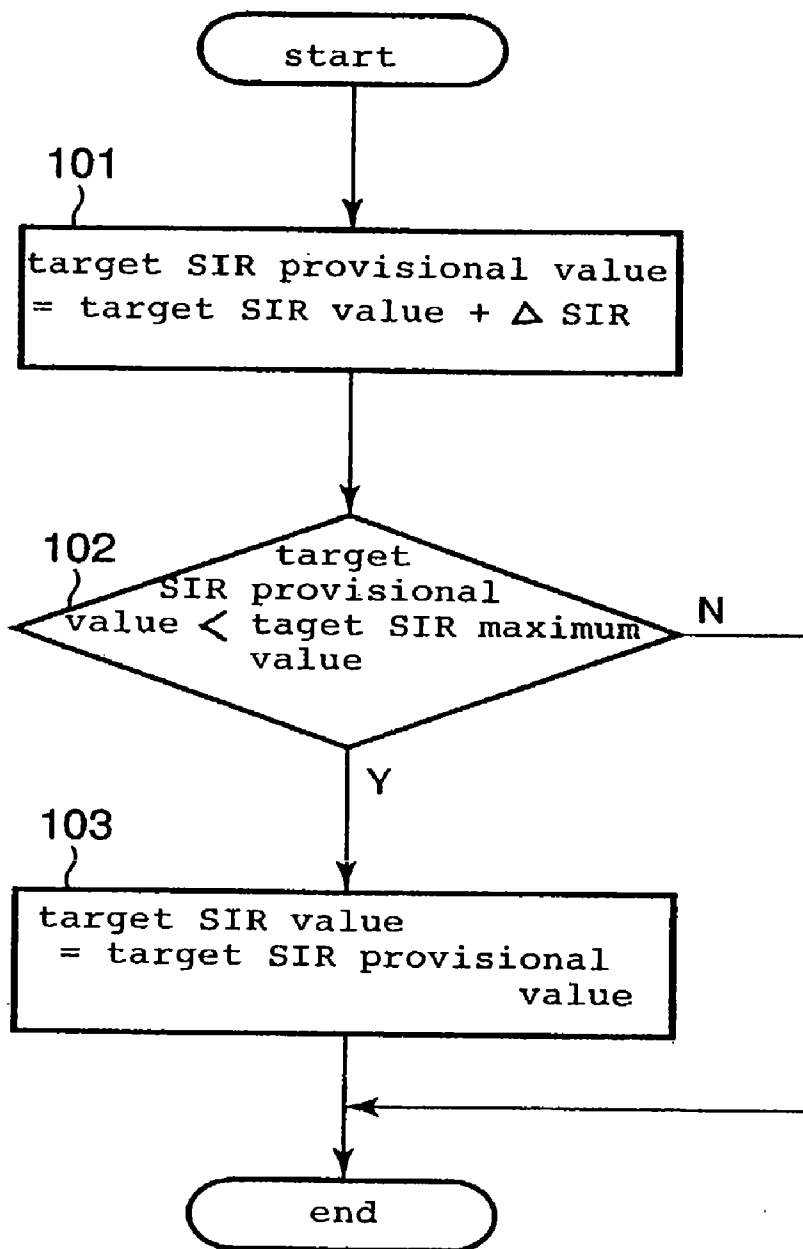 start
101
target SIR provisional value
= target SIR value + Δ SIR
102
target
SIR provisional
value < taget SIR maximum
value
N
Y
103
target SIR value
= target SIR provisional
value
end